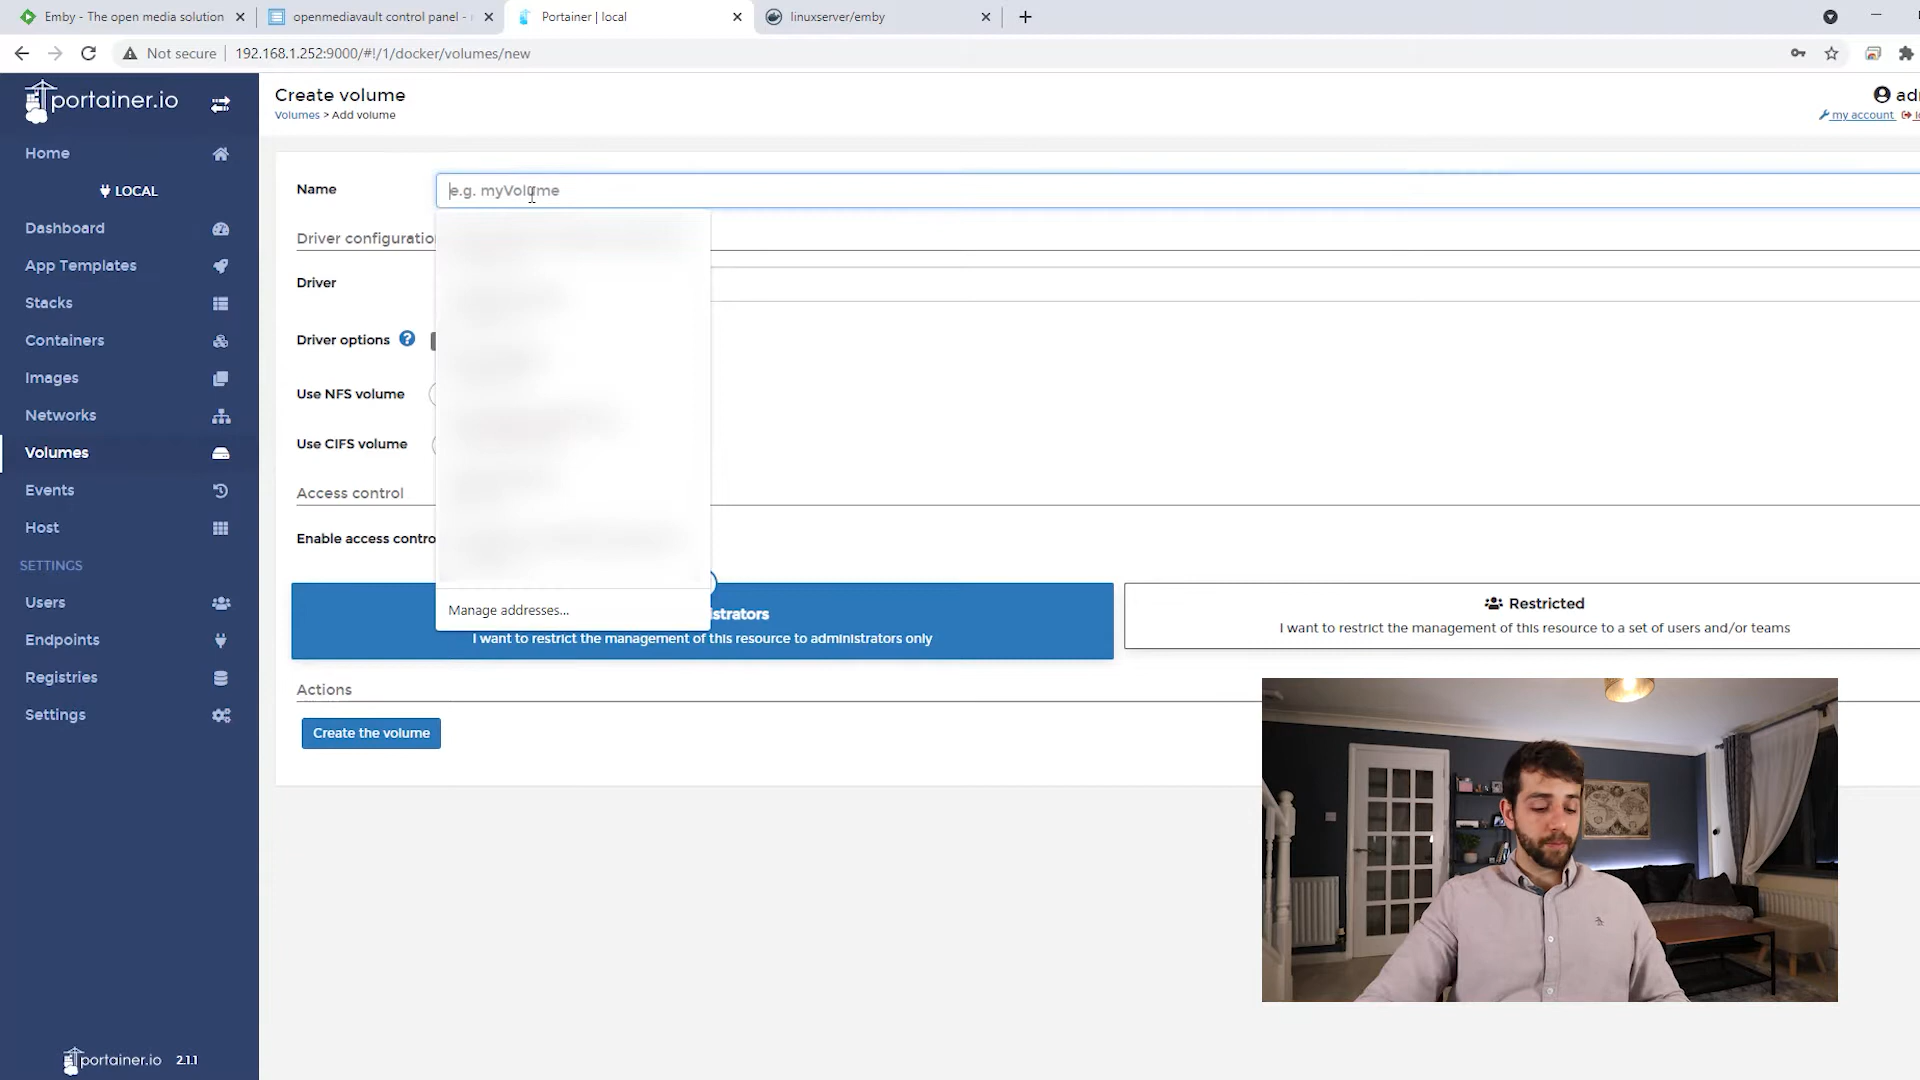 Emby - The open media solution
openmediavault control panel -
Portainer | local
linuxserver/emby
Not secure
192.168.1.252:9000/#!/1/docker/volumes/new
portainer.io
Home
LOCAL
Dashboard
App Templates
Stacks
Containers
Images
Networks
Volumes
Events
Host
SETTINGS
Users
Endpoints
Registries
Settings
portainer.io 2.1.1
Create volume
Volumes > Add volume
my account
Name
e.g. myVolume
Driver
Driver options
Use NFS volume
Use CIFS volume
Access control
Enable access
Manage addresses...
I want to restrict the management of this resource to administrators only
Restricted
I want to restrict the management of this resource to a set of users and/or teams
Actions
Create the volume